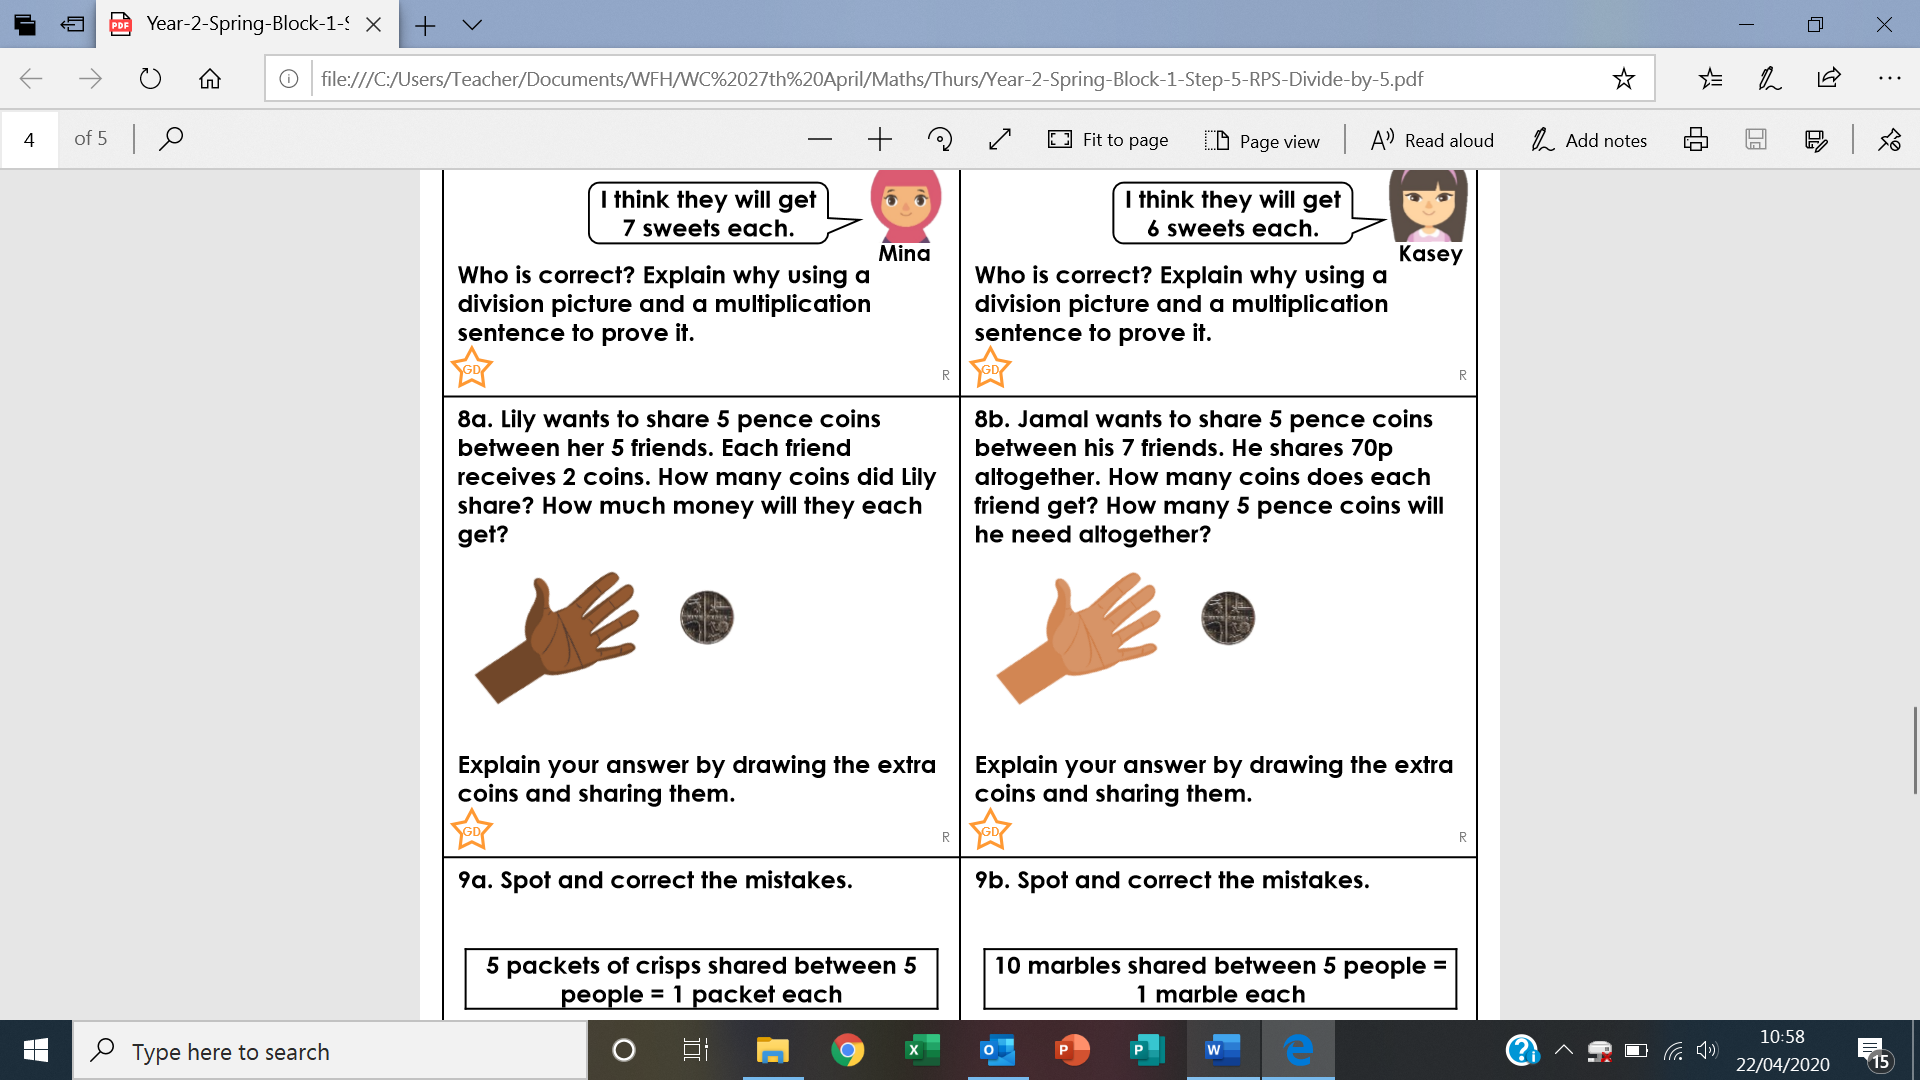 Year-2-Spring-Block-1-S
file:///C:/Users/Teacher/Documents/WFH/WC%2027th%20April/Maths/Thurs/Year-2-Spring-Block-1-Step-5-RPS-Divide-by-5.pdf
4 of 5
Fit to page
Page view
Read aloud
Add notes
I think they will get
7 sweets each.
Mina
Who is correct? Explain why using a
division picture and a multiplication
sentence to prove it.
GD
R
I think they will get
6 sweets each.
Kasey
Who is correct? Explain why using a
division picture and a multiplication
sentence to prove it.
GD
R
8a. Lily wants to share 5 pence coins
between her 5 friends. Each friend
receives 2 coins. How many coins did Lily
share? How much money will they each
get?
Explain your answer by drawing the extra
coins and sharing them.
GD
R
8b. Jamal wants to share 5 pence coins
between his 7 friends. He shares 70p
altogether. How many coins does each
friend get? How many 5 pence coins will
he need altogether?
Explain your answer by drawing the extra
coins and sharing them.
GD
R
9a. Spot and correct the mistakes.
5 packets of crisps shared between 5
people = 1 packet each
9b. Spot and correct the mistakes.
10 marbles shared between 5 people =
1 marble each
Type here to search
10:58
22/04/2020
15